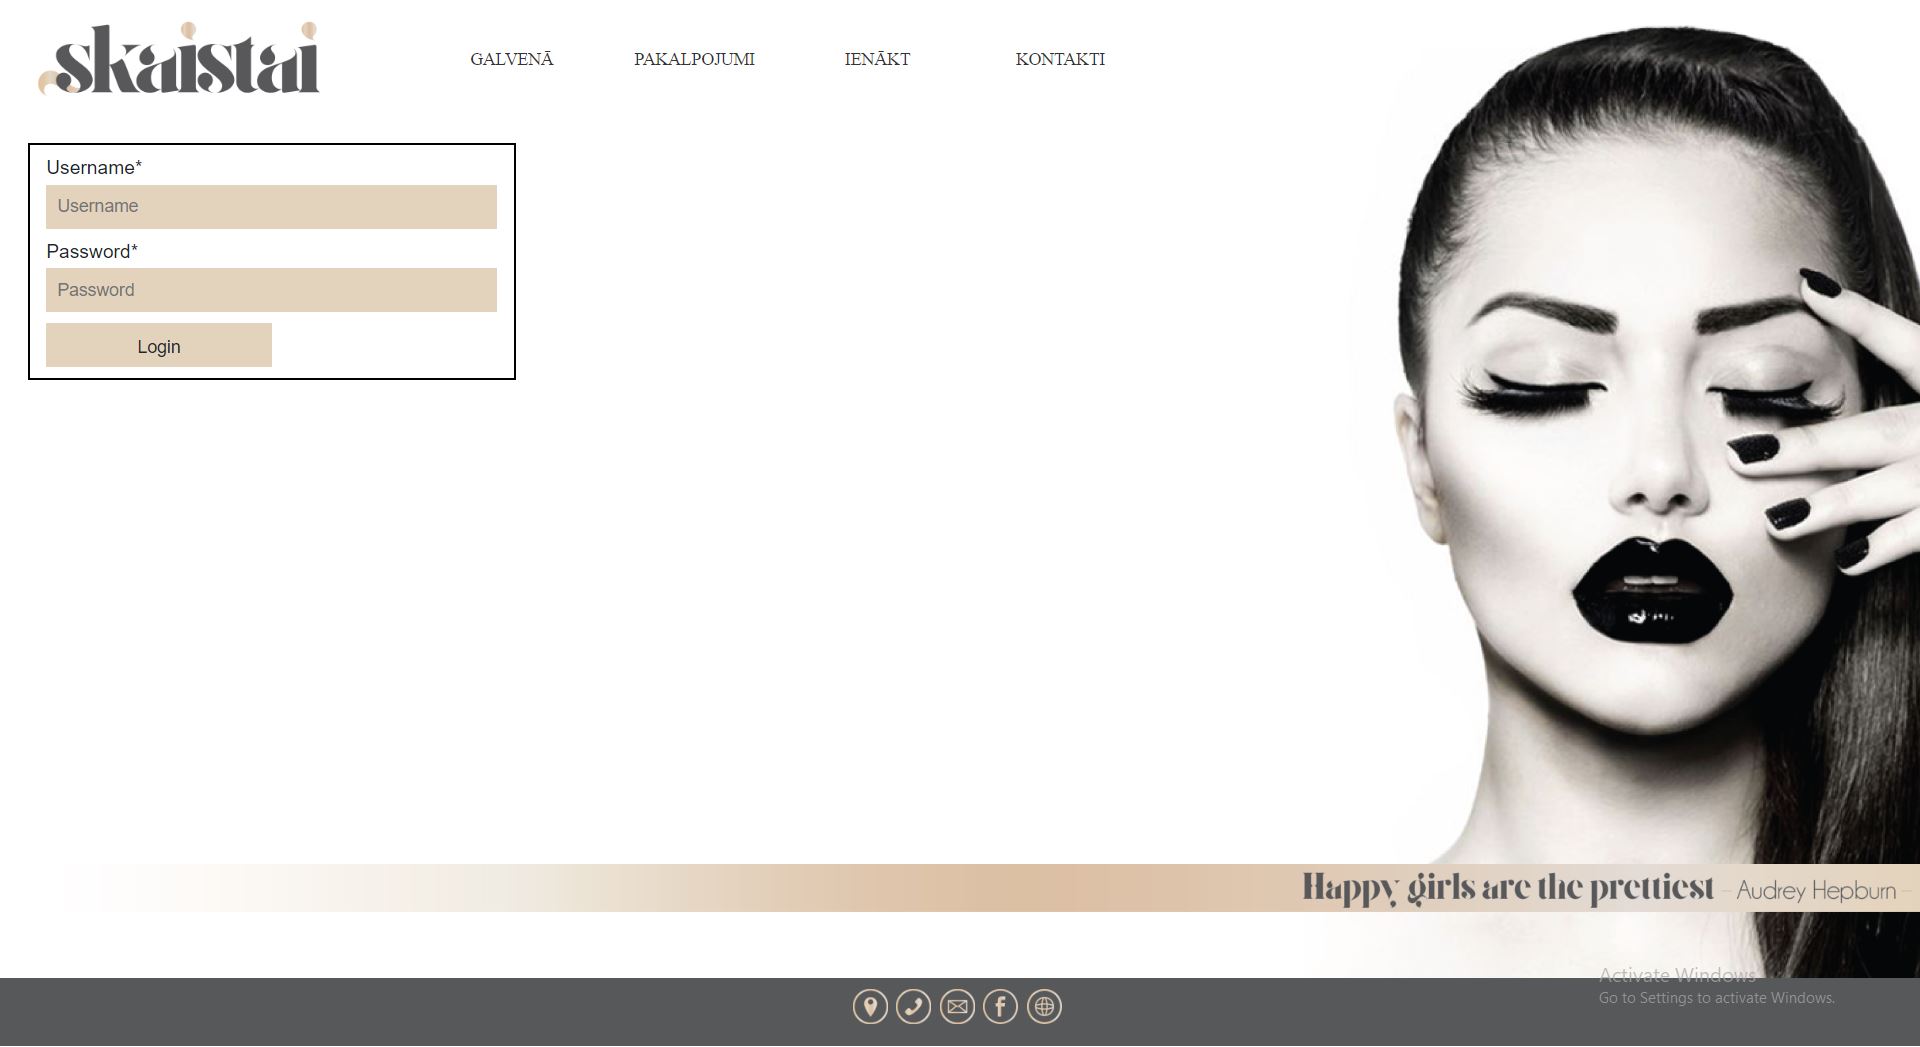 skaistai
GALVENĀ PAKALPOJUMI IENĀKT KONTAKTI
Username*
Username
Password*
Password
Login
Happy girls are the prettiest – Audrey Hepburn –
Activate Windows
Go to Settings to activate Windows.